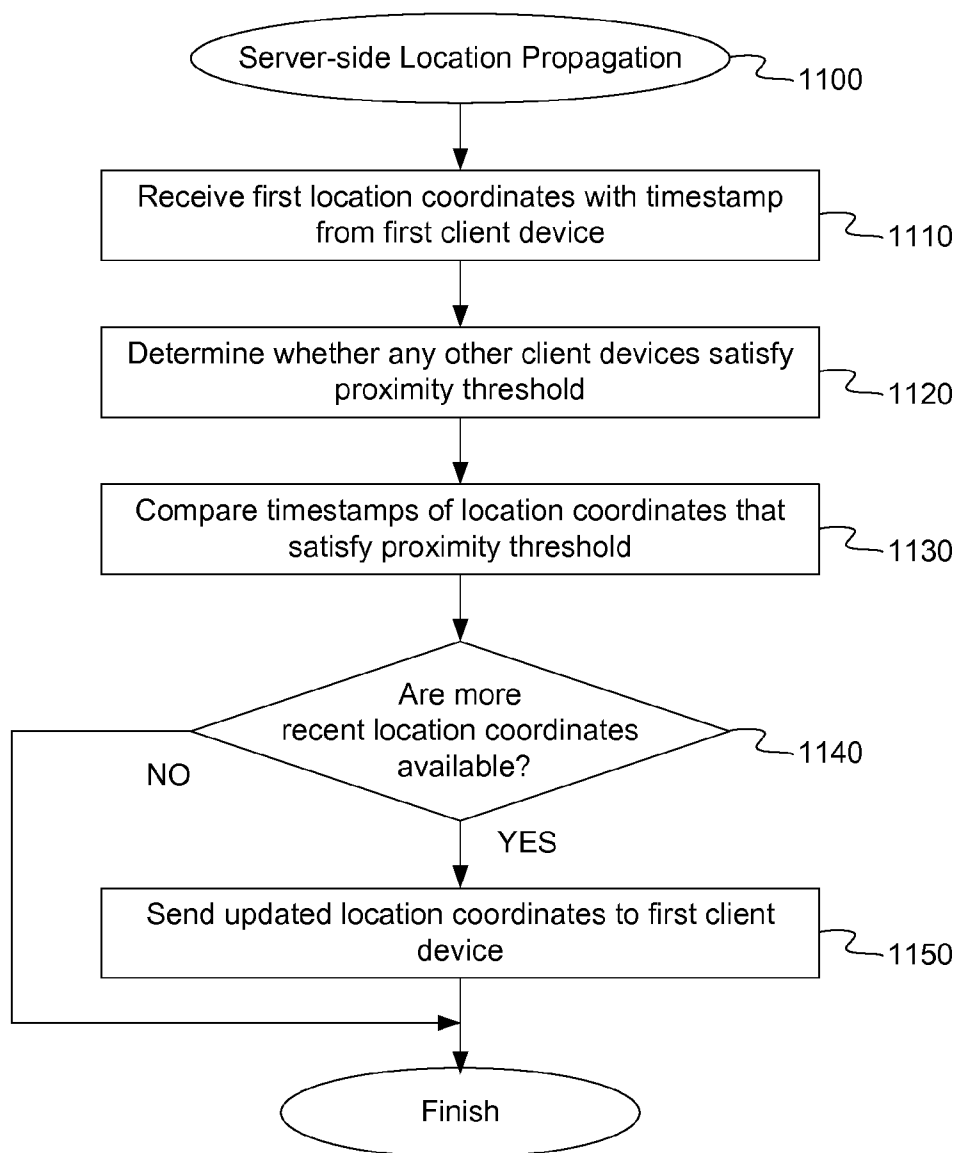 Server-side Location Propagation
1100
Receive first location coordinates with timestamp
from first client device
1110
Determine whether any other client devices satisfy
proximity threshold
1120
Compare timestamps of location coordinates that
satisfy proximity threshold
1130
Are more
recent location coordinates
available?
1140
NO
YES
Send updated location coordinates to first client
device
1150
Finish